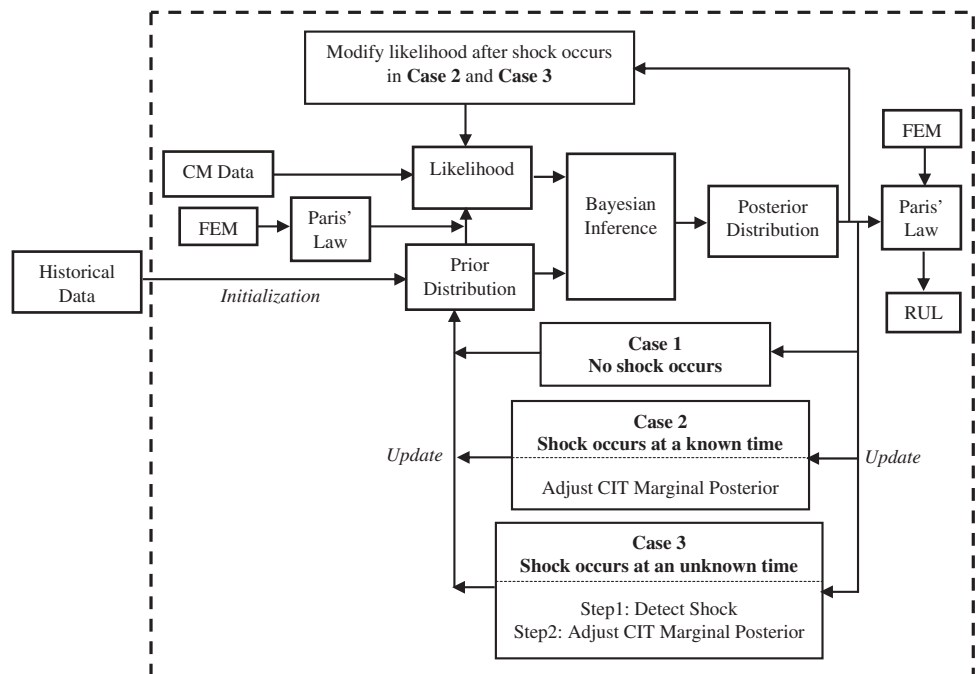 Modify likelihood after shock occurs
in Case 2 and Case 3
FEM
CM Data
Likelihood
Bayesian
Inference
Posterior
Distribution
Paris'
Law
FEM
Paris'
Law
Historical
Data
Initialization
Prior
Distribution
RUL
Case 1
No shock occurs
Case 2
Shock occurs at a known time
Update
Update
Adjust CIT Marginal Posterior
Case 3
Shock occurs at an unknown time
Step1: Detect Shock
Step2: Adjust CIT Marginal Posterior